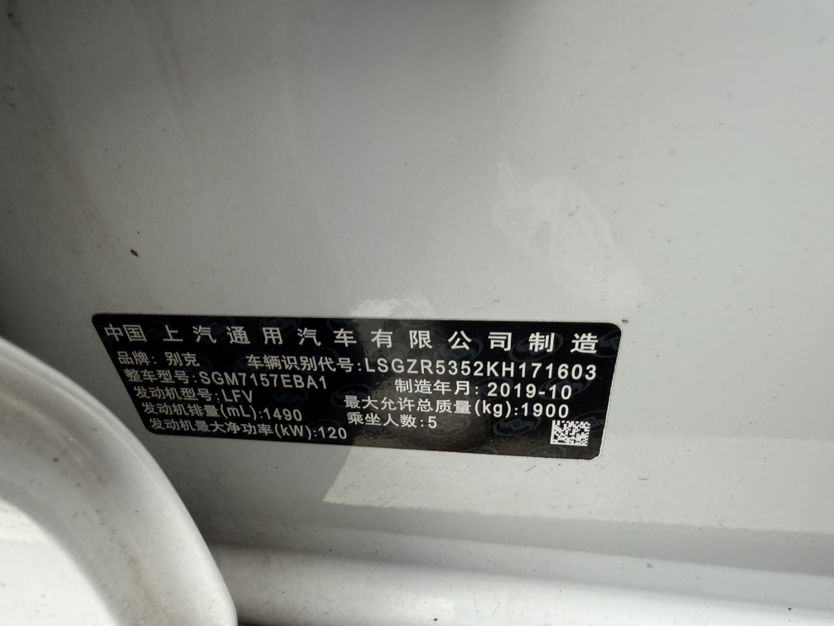 中国上汽通用汽车有限公司制造
品牌: 别克 车辆识别代号:LSGZR5352KH171603
整车型号:SGM7157EBA1 制造年月: 2019-10
发动机型号:LFV 最大允许总质量(kg):1900
发动机排量(mL):1490 乘坐人数:5
发动机最大净功率(kW):120